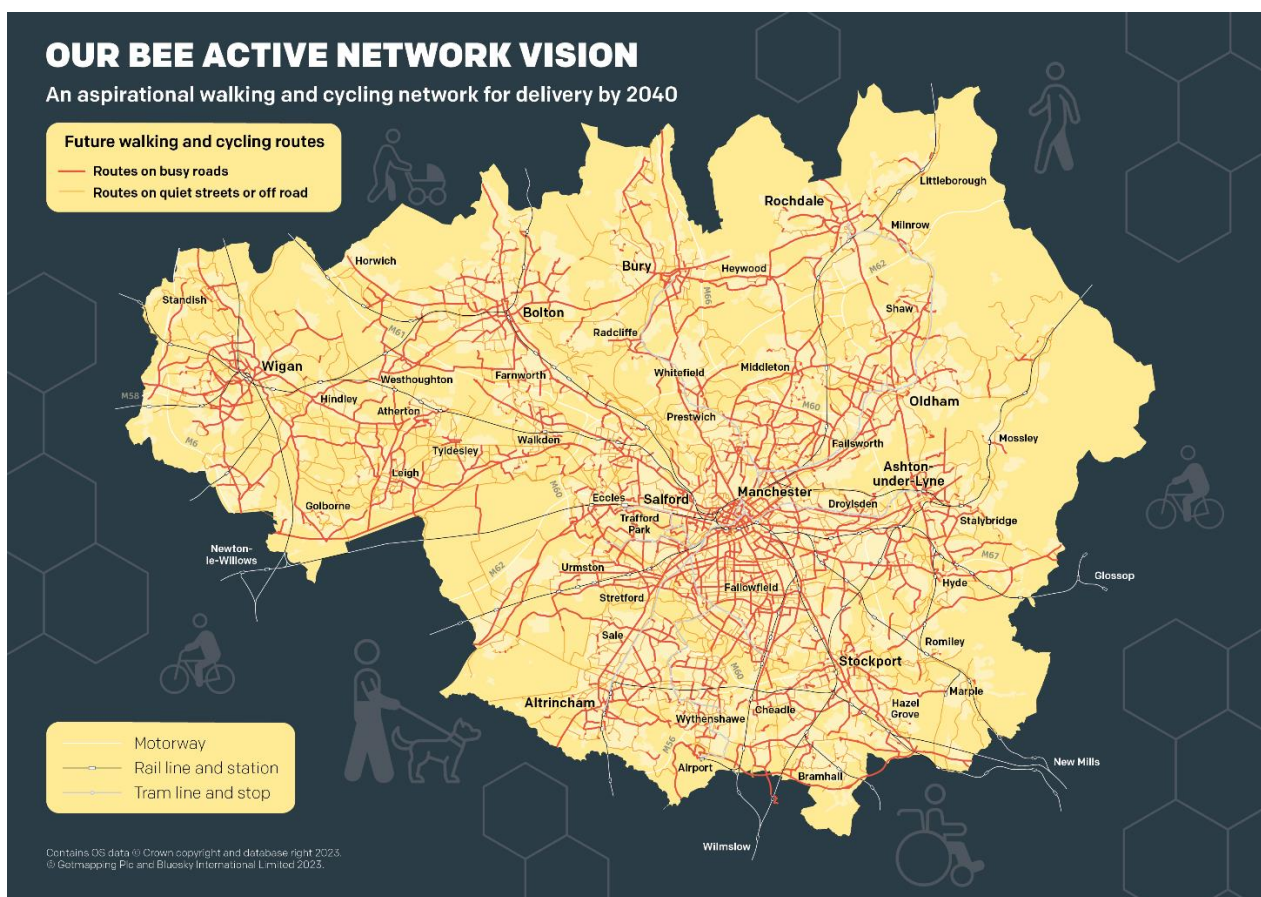 OUR BEE ACTIVE NETWORK VISION
An aspirational walking and cycling network for delivery by 2040
Future walking and cycling routes
Routes on busy roads
Routes on quiet streets or off road
Littleborough
Rochdale
Milnrow
Horwich
Bury
Heywood
M62
Standish
M66
Shaw
Bolton
M61
Radcliffe
Wigan
Whitefield
Middleton
Westhoughton
Farnworth
M58
Hindley
Atherton
M60
Oldham
Prestwich
M6
Walkden
Failsworth
Mossley
Tyldesley
Leigh
Ashton-
under-Lyne
M60
Eccles
Salford
Manchester
Golborne
Droylsden
Trafford
Park
Stalybridge
Newton-
le-Willows
M62
M67
Urmston
Glossop
Fallowfield
Hyde
Stretford
Sale
Romiley
Stockport
M60
Marple
Altrincham
Hazel
Grove
Wythenshawe
Cheadle
M56
Airport
Bramhall
New Mills
Wilmslow
Motorway
Rail line and station
Tram line and stop
Contains OS data © Crown copyright and database right 2023.
© Getmapping Plc and Bluesky International Limited 2023.